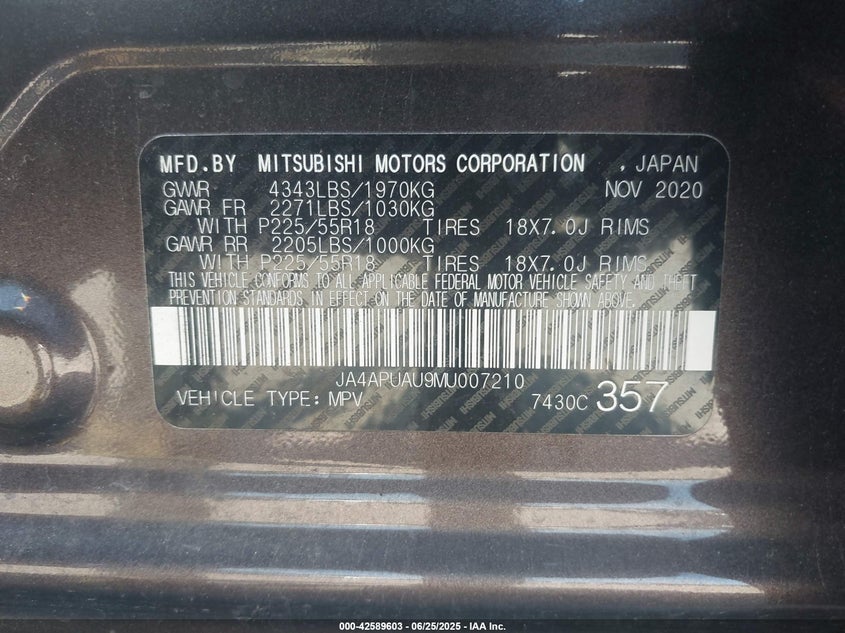 MFD.BY MITSUBISHI MOTORS CORPORATION , JAPAN
GVWR 4343LBS/1970KG NOV 2020
GAWR FR 2271LBS/1030KG
WITH P225/55R18 TIRES 18X7.0J RIMS
GAWR RR 2205LBS/1000KG
WITH P225/55R18 TIRES 18X7.0J RIMS
THIS VEHICLE CONFORMS TO ALL APPLICABLE FEDERAL MOTOR VEHICLE SAFETY AND THEFT
PREVENTION STANDARDS IN EFFECT ON THE DATE OF MANUFACTURE SHOWN ABOVE.
JA4APUAU9MU007210
VEHICLE TYPE: MPV 7430C 357
000-42589603 - 06/25/2025 - IAA Inc.